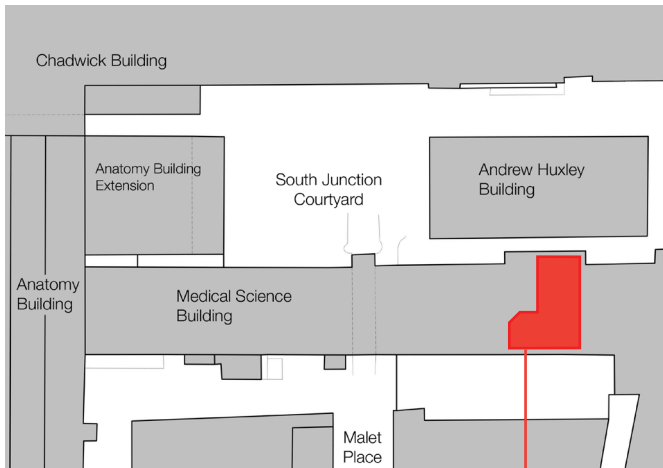 Chadwick Building
Anatomy Building
Extension
South Junction
Courtyard
Andrew Huxley
Building
Anatomy
Building
Medical Science
Building
Malet
Place